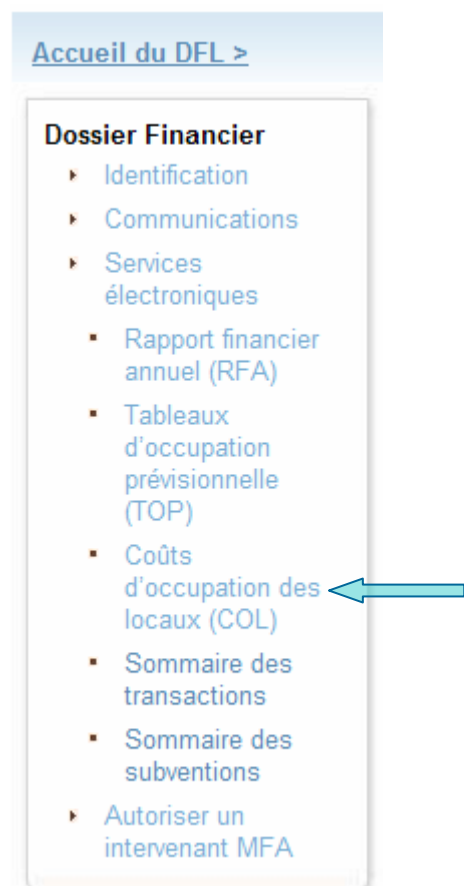 Accueil du DFL >
Dossier Financier
Identification
Communications
Services
électroniques
Rapport financier
annuel (RFA)
Tableaux
d'occupation
prévisionnelle
(TOP)
Coûts
d'occupation des
locaux (COL)
Sommaire des
transactions
Sommaire des
subventions
Autoriser un
intervenant MFA